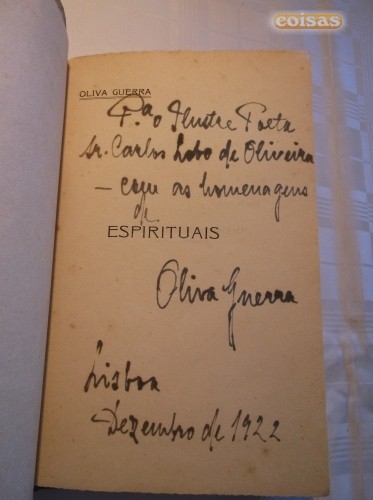 coisas
OLIVA GUERRA
P.ª o Ilustre Poeta
Sr. Carlos Lobo de Oliveira
— com as homenagens
de
ESPIRITUAIS
Oliva Guerra
Lisboa
Dezembro de 1922